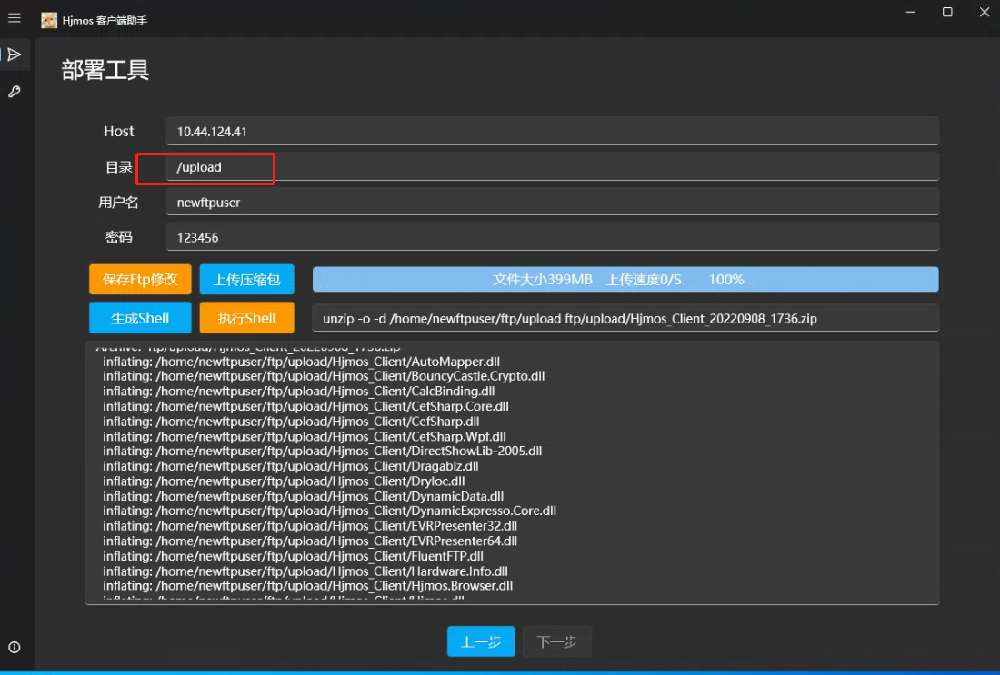 Hjmos 客户端助手
部署工具
Host 10.44.124.41
目录 /upload
用户名 newftpuser
密码 123456
保存Ftp修改 上传压缩包 文件大小399MB 上传速度0/S 100%
生成Shell 执行Shell unzip -o -d /home/newftpuser/ftp/upload ftp/upload/Hjmos_Client_20220908_1736.zip
Archive: ftp/upload/Hjmos_Client_20220908_1736.zip
inflating: /home/newftpuser/ftp/upload/Hjmos_Client/AutoMapper.dll
inflating: /home/newftpuser/ftp/upload/Hjmos_Client/BouncyCastle.Crypto.dll
inflating: /home/newftpuser/ftp/upload/Hjmos_Client/CalcBinding.dll
inflating: /home/newftpuser/ftp/upload/Hjmos_Client/CefSharp.Core.dll
inflating: /home/newftpuser/ftp/upload/Hjmos_Client/CefSharp.dll
inflating: /home/newftpuser/ftp/upload/Hjmos_Client/CefSharp.Wpf.dll
inflating: /home/newftpuser/ftp/upload/Hjmos_Client/DirectShowLib-2005.dll
inflating: /home/newftpuser/ftp/upload/Hjmos_Client/Dragablz.dll
inflating: /home/newftpuser/ftp/upload/Hjmos_Client/DryIoc.dll
inflating: /home/newftpuser/ftp/upload/Hjmos_Client/DynamicData.dll
inflating: /home/newftpuser/ftp/upload/Hjmos_Client/DynamicExpresso.Core.dll
inflating: /home/newftpuser/ftp/upload/Hjmos_Client/EVRPresenter32.dll
inflating: /home/newftpuser/ftp/upload/Hjmos_Client/EVRPresenter64.dll
inflating: /home/newftpuser/ftp/upload/Hjmos_Client/FluentFTP.dll
inflating: /home/newftpuser/ftp/upload/Hjmos_Client/Hardware.Info.dll
inflating: /home/newftpuser/ftp/upload/Hjmos_Client/Hjmos.Browser.dll
inflating: /home/newftpuser/ftp/upload/Hjmos_Client/Hjmos.dll
上一步 下一步